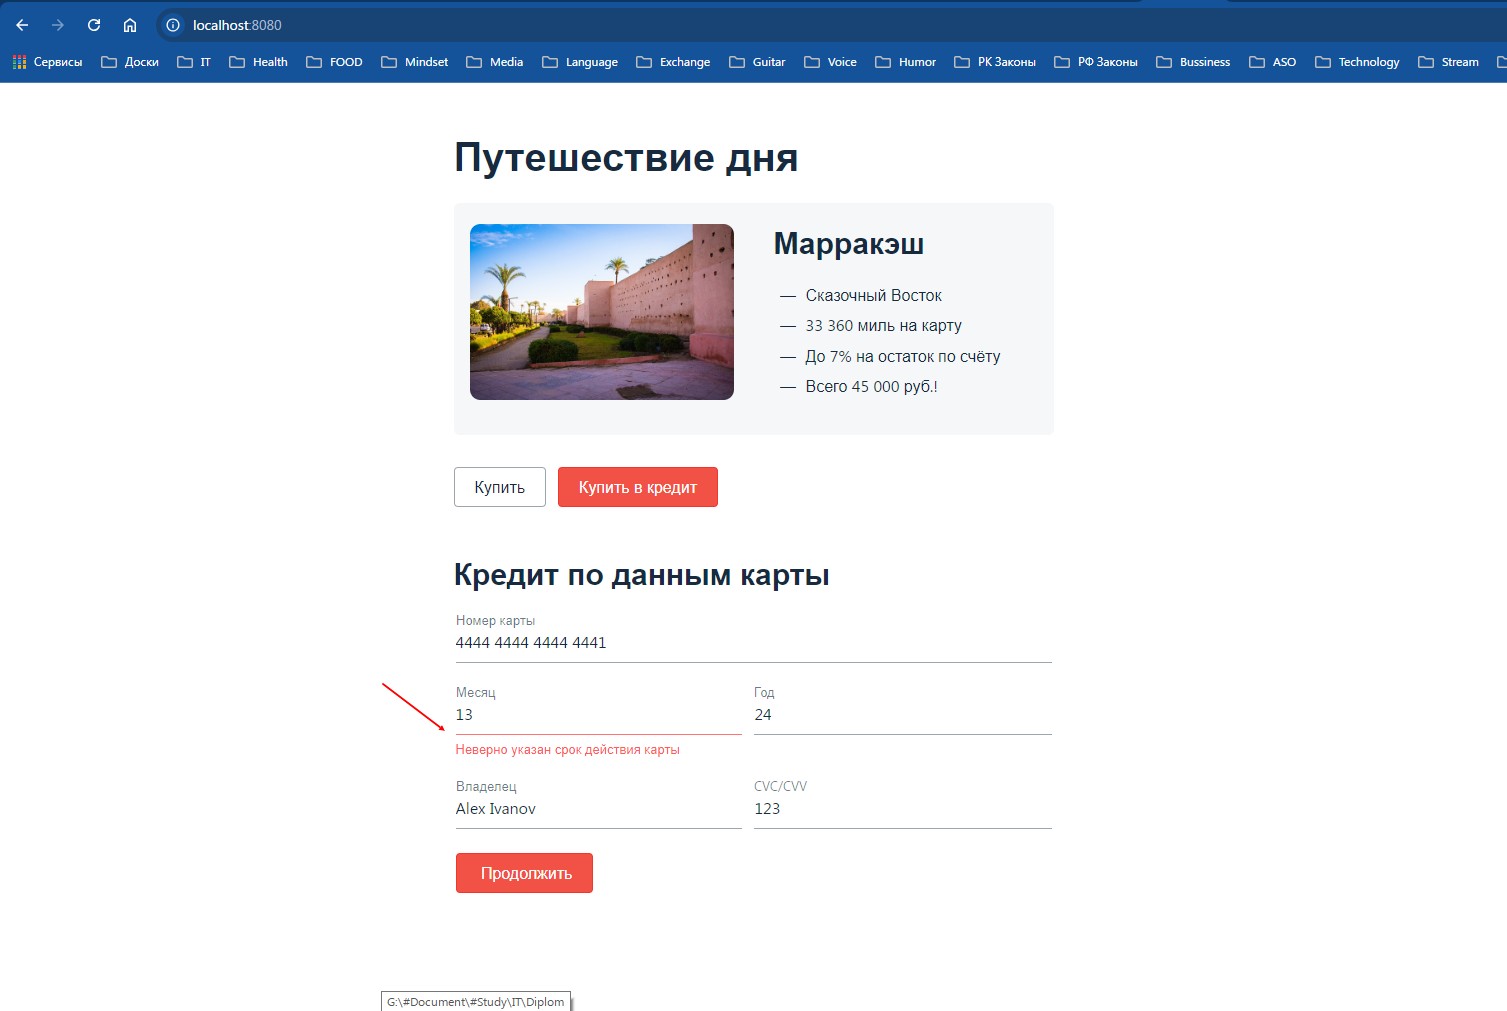 localhost:8080
Сервисы Доски IT Health FOOD Mindset Media Language Exchange Guitar Voice Humor РК Законы РФ Законы Bussiness ASO Technology Stream
Путешествие дня
Марракэш
— Сказочный Восток
— 33 360 миль на карту
— До 7% на остаток по счёту
— Всего 45 000 руб.!
Купить Купить в кредит
Кредит по данным карты
Номер карты
4444 4444 4444 4441
Месяц Год
13 24
Неверно указан срок действия карты
Владелец CVC/CVV
Alex Ivanov 123
Продолжить
G:\#Document\#Study\IT\Diplom